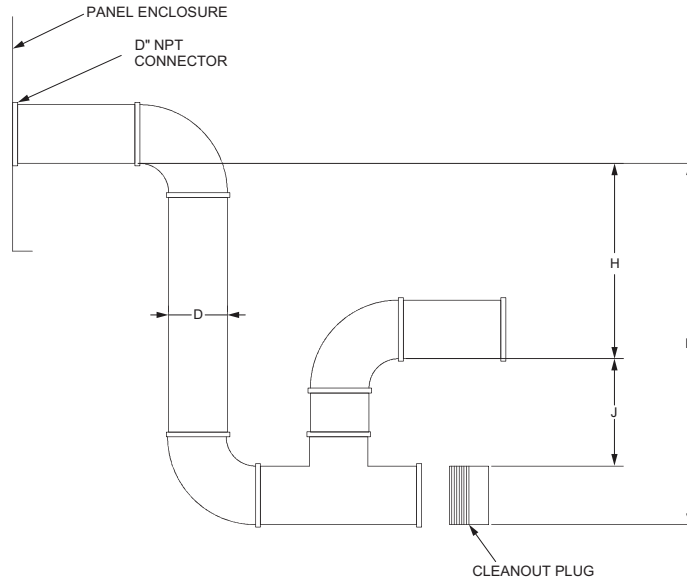 PANEL ENCLOSURE
D" NPT
CONNECTOR
H
D
J
CLEANOUT PLUG